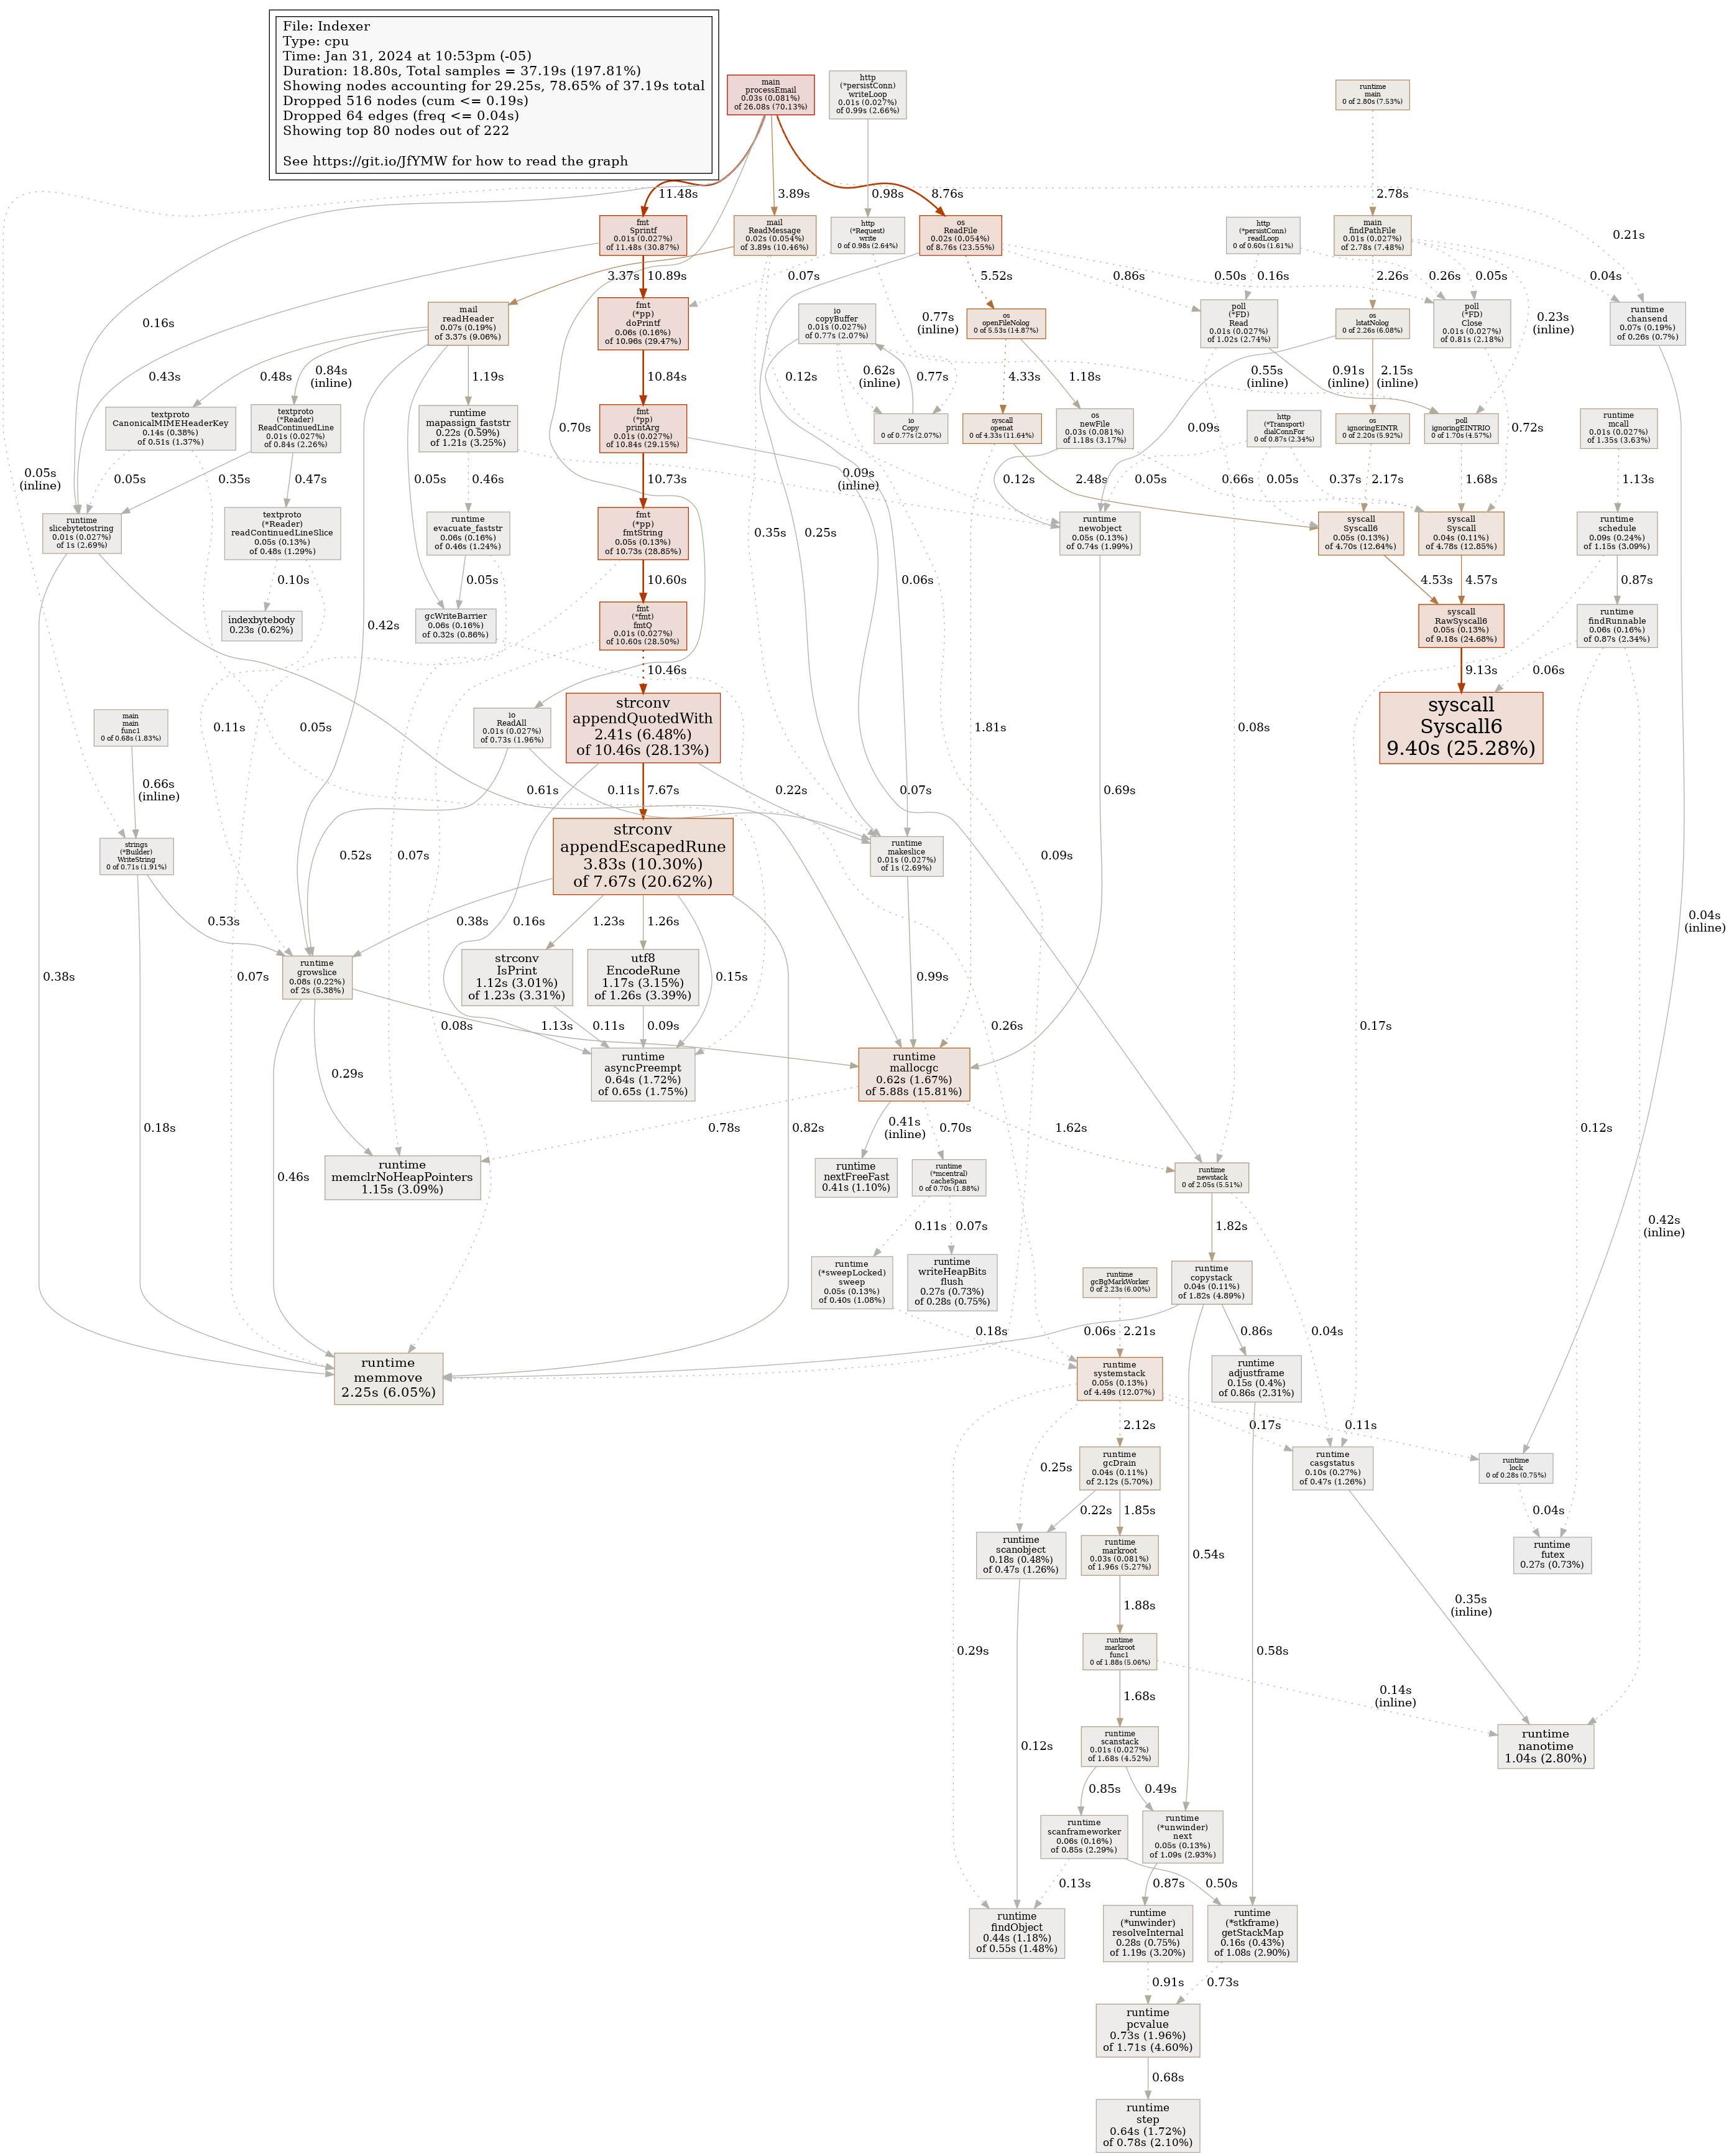 File: Indexer
Type: cpu
Time: Jan 31, 2024 at 10:53pm (-05)
Duration: 18.80s, Total samples = 37.19s (197.81%)
Showing nodes accounting for 29.25s, 78.65% of 37.19s total
Dropped 516 nodes (cum <= 0.19s)
Dropped 64 edges (freq <= 0.04s)
Showing top 80 nodes out of 222
See https://git.io/JfYMW for how to read the graph
main
processEmail
0.03s (0.081%)
of 26.08s (70.13%)
http
(*persistConn)
writeLoop
0.01s (0.027%)
of 0.99s (2.66%)
runtime
main
0 of 2.80s (7.53%)
11.48s
3.89s
0.98s
8.76s
2.78s
0.21s
fmt
Sprintf
0.01s (0.027%)
of 11.48s (30.87%)
mail
ReadMessage
0.02s (0.054%)
of 3.89s (10.46%)
http
(*Request)
write
0 of 0.98s (2.64%)
os
ReadFile
0.02s (0.054%)
of 8.76s (23.55%)
http
(*persistConn)
readLoop
0 of 0.60s (1.61%)
main
findPathFile
0.01s (0.027%)
of 2.78s (7.48%)
3.37s
10.89s
0.07s
5.52s
0.86s
0.50s
0.16s
0.26s
2.26s
0.05s
0.04s
0.16s
0.43s
0.77s
(inline)
0.23s
(inline)
mail
readHeader
0.07s (0.19%)
of 3.37s (9.06%)
fmt
(*pp)
doPrintf
0.06s (0.16%)
of 10.96s (29.47%)
io
copyBuffer
0.01s (0.027%)
of 0.77s (2.07%)
os
openFileNolog
0 of 5.53s (14.87%)
poll
(*FD)
Read
0.01s (0.027%)
of 1.02s (2.74%)
os
lstatNolog
0 of 2.26s (6.08%)
poll
(*FD)
Close
0.01s (0.027%)
of 0.81s (2.18%)
runtime
chansend
0.07s (0.19%)
of 0.26s (0.7%)
0.48s
0.84s
(inline)
1.19s
10.84s
0.12s
0.62s
(inline)
0.77s
4.33s
1.18s
0.55s
(inline)
0.91s
(inline)
2.15s
(inline)
textproto
CanonicalMIMEHeaderKey
0.14s (0.38%)
of 0.51s (1.37%)
textproto
(*Reader)
ReadContinuedLine
0.01s (0.027%)
of 0.84s (2.26%)
runtime
mapassign_faststr
0.22s (0.59%)
of 1.21s (3.25%)
fmt
(*pp)
printArg
0.01s (0.027%)
of 10.84s (29.15%)
0.70s
io
Copy
0 of 0.77s (2.07%)
syscall
openat
0 of 4.33s (11.64%)
os
newFile
0.03s (0.081%)
of 1.18s (3.17%)
0.09s
http
(*Transport)
(dialConnFor
0 of 0.87s (2.34%)
os
ignoringEINTR
0 of 2.20s (5.92%)
poll
ignoringEINTRIO
0 of 1.70s (4.57%)
0.72s
runtime
mcall
0.01s (0.027%)
of 1.35s (3.63%)
0.05s
(inline)
0.05s
0.35s
0.47s
0.05s
0.46s
10.73s
0.09s
(inline)
0.12s
2.48s
0.05s
0.66s
0.05s
0.37s
2.17s
1.68s
1.13s
runtime
slicebytetostring
0.01s (0.027%)
of 1s (2.69%)
textproto
(*Reader)
readContinuedLineSlice
0.05s (0.13%)
of 0.48s (1.29%)
runtime
evacuate_faststr
0.06s (0.16%)
of 0.46s (1.24%)
fmt
(*pp)
fmtString
0.05s (0.13%)
of 10.73s (28.85%)
0.35s
0.25s
runtime
newobject
0.05s (0.13%)
of 0.74s (1.99%)
syscall
Syscall6
0.05s (0.13%)
of 4.70s (12.64%)
syscall
Syscall
0.04s (0.11%)
of 4.78s (12.85%)
runtime
schedule
0.09s (0.24%)
of 1.15s (3.09%)
0.10s
0.05s
10.60s
0.06s
4.53s
4.57s
0.87s
indexbytebody
0.23s (0.62%)
0.42s
gcWriteBarrier
0.06s (0.16%)
of 0.32s (0.86%)
fmt
(*fmt)
fmtQ
0.01s (0.027%)
of 10.60s (28.50%)
syscall
RawSyscall6
0.05s (0.13%)
of 9.18s (24.68%)
runtime
findRunnable
0.06s (0.16%)
of 0.87s (2.34%)
10.46s
9.13s
0.06s
main
main
func1
0 of 0.68s (1.83%)
0.11s
0.05s
io
ReadAll
0.01s (0.027%)
of 0.73s (1.96%)
strconv
appendQuotedWith
2.41s (6.48%)
of 10.46s (28.13%)
1.81s
0.08s
syscall
Syscall6
9.40s (25.28%)
0.66s
(inline)
0.61s
0.11s
7.67s
0.22s
0.07s
0.69s
strings
(*Builder)
WriteString
0 of 0.71s (1.91%)
0.52s
0.07s
strconv
appendEscapedRune
3.83s (10.30%)
of 7.67s (20.62%)
runtime
makeslice
0.01s (0.027%)
of 1s (2.69%)
0.09s
0.53s
0.38s
0.16s
1.23s
1.26s
0.04s
(inline)
0.38s
0.07s
runtime
growslice
0.08s (0.22%)
of 2s (5.38%)
strconv
IsPrint
1.12s (3.01%)
of 1.23s (3.31%)
utf8
EncodeRune
1.17s (3.15%)
of 1.26s (3.39%)
0.15s
0.99s
0.08s
1.13s
0.11s
0.09s
0.26s
0.17s
0.29s
runtime
asyncPreempt
0.64s (1.72%)
of 0.65s (1.75%)
runtime
mallocgc
0.62s (1.67%)
of 5.88s (15.81%)
0.18s
0.78s
0.82s
0.41s
(inline)
0.70s
1.62s
0.12s
0.46s
runtime
memclrNoHeapPointers
1.15s (3.09%)
runtime
nextFreeFast
0.41s (1.10%)
runtime
(*mcentral)
cacheSpan
0 of 0.70s (1.88%)
runtime
newstack
0 of 2.05s (5.51%)
0.11s
0.07s
1.82s
0.42s
(inline)
runtime
(*sweepLocked)
sweep
0.05s (0.13%)
of 0.40s (1.08%)
runtime
writeHeapBits
flush
0.27s (0.73%)
of 0.28s (0.75%)
runtime
gcBgMarkWorker
0 of 2.23s (6.00%)
runtime
copystack
0.04s (0.11%)
of 1.82s (4.89%)
0.18s
0.06s
2.21s
0.86s
0.04s
runtime
memmove
2.25s (6.05%)
runtime
systemstack
0.05s (0.13%)
of 4.49s (12.07%)
runtime
adjustframe
0.15s (0.4%)
of 0.86s (2.31%)
2.12s
0.17s
0.11s
0.25s
runtime
gcDrain
0.04s (0.11%)
of 2.12s (5.70%)
runtime
casgstatus
0.10s (0.27%)
of 0.47s (1.26%)
runtime
lock
0 of 0.28s (0.75%)
0.22s
1.85s
0.04s
runtime
scanobject
0.18s (0.48%)
of 0.47s (1.26%)
runtime
markroot
0.03s (0.081%)
of 1.96s (5.27%)
0.54s
runtime
futex
0.27s (0.73%)
1.88s
0.35s
(inline)
0.29s
runtime
markroot
func1
0 of 1.88s (5.06%)
0.58s
1.68s
0.14s
(inline)
0.12s
runtime
scanstack
0.01s (0.027%)
of 1.68s (4.52%)
runtime
nanotime
1.04s (2.80%)
0.85s
0.49s
runtime
scanframeworker
0.06s (0.16%)
of 0.85s (2.29%)
runtime
(*unwinder)
next
0.05s (0.13%)
of 1.09s (2.93%)
0.13s
0.87s
0.50s
runtime
findObject
0.44s (1.18%)
of 0.55s (1.48%)
runtime
(*unwinder)
resolveInternal
0.28s (0.75%)
of 1.19s (3.20%)
runtime
(*stkframe)
getStackMap
0.16s (0.43%)
of 1.08s (2.90%)
0.91s
0.73s
runtime
pcvalue
0.73s (1.96%)
of 1.71s (4.60%)
0.68s
runtime
step
0.64s (1.72%)
of 0.78s (2.10%)